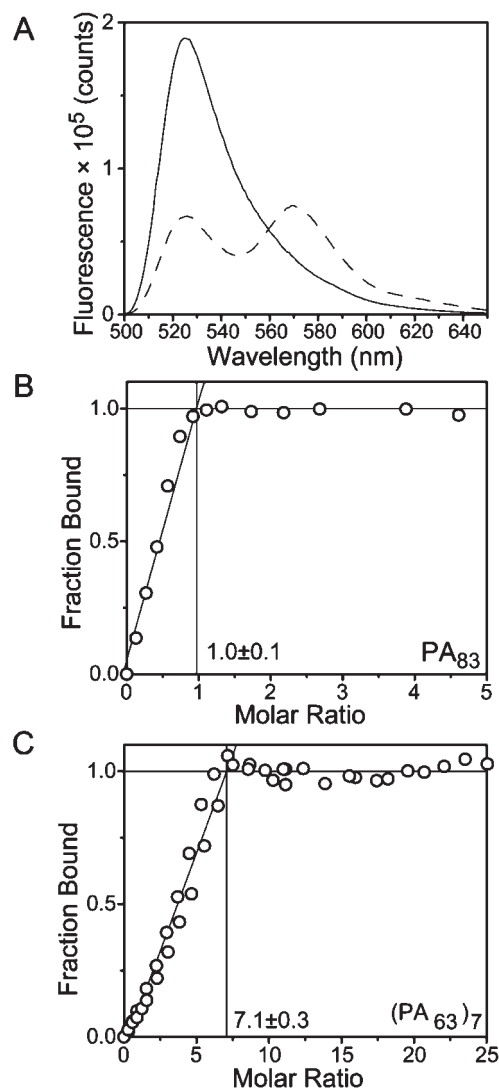 A
Fluorescence × 10⁵ (counts)
2
1
0
500 520 540 560 580 600 620 640
Wavelength (nm)
B
Fraction Bound
1.0
0.5
0.0
1.0±0.1
PA₈₃
0 1 2 3 4 5
Molar Ratio
C
Fraction Bound
1.0
0.5
0.0
7.1±0.3
(PA ₆₃)₇
0 5 10 15 20 25
Molar Ratio